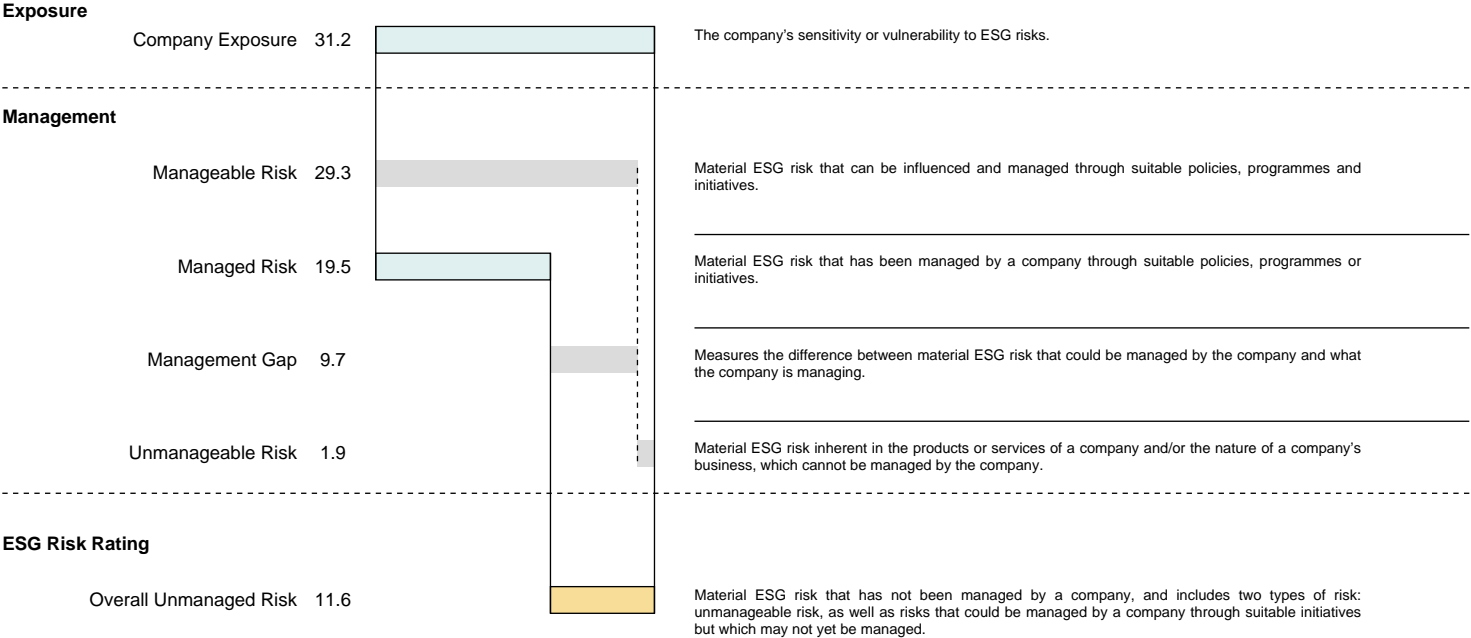 Exposure
Company Exposure 31.2
The company’s sensitivity or vulnerability to ESG risks.
Management
Manageable Risk 29.3
Material ESG risk that can be influenced and managed through suitable policies, programmes and
initiatives.
Managed Risk 19.5
Material ESG risk that has been managed by a company through suitable policies, programmes or
initiatives.
Management Gap 9.7
Measures the difference between material ESG risk that could be managed by the company and what
the company is managing.
Unmanageable Risk 1.9
Material ESG risk inherent in the products or services of a company and/or the nature of a company’s
business, which cannot be managed by the company.
ESG Risk Rating
Overall Unmanaged Risk 11.6
Material ESG risk that has not been managed by a company, and includes two types of risk:
unmanageable risk, as well as risks that could be managed by a company through suitable initiatives
but which may not yet be managed.